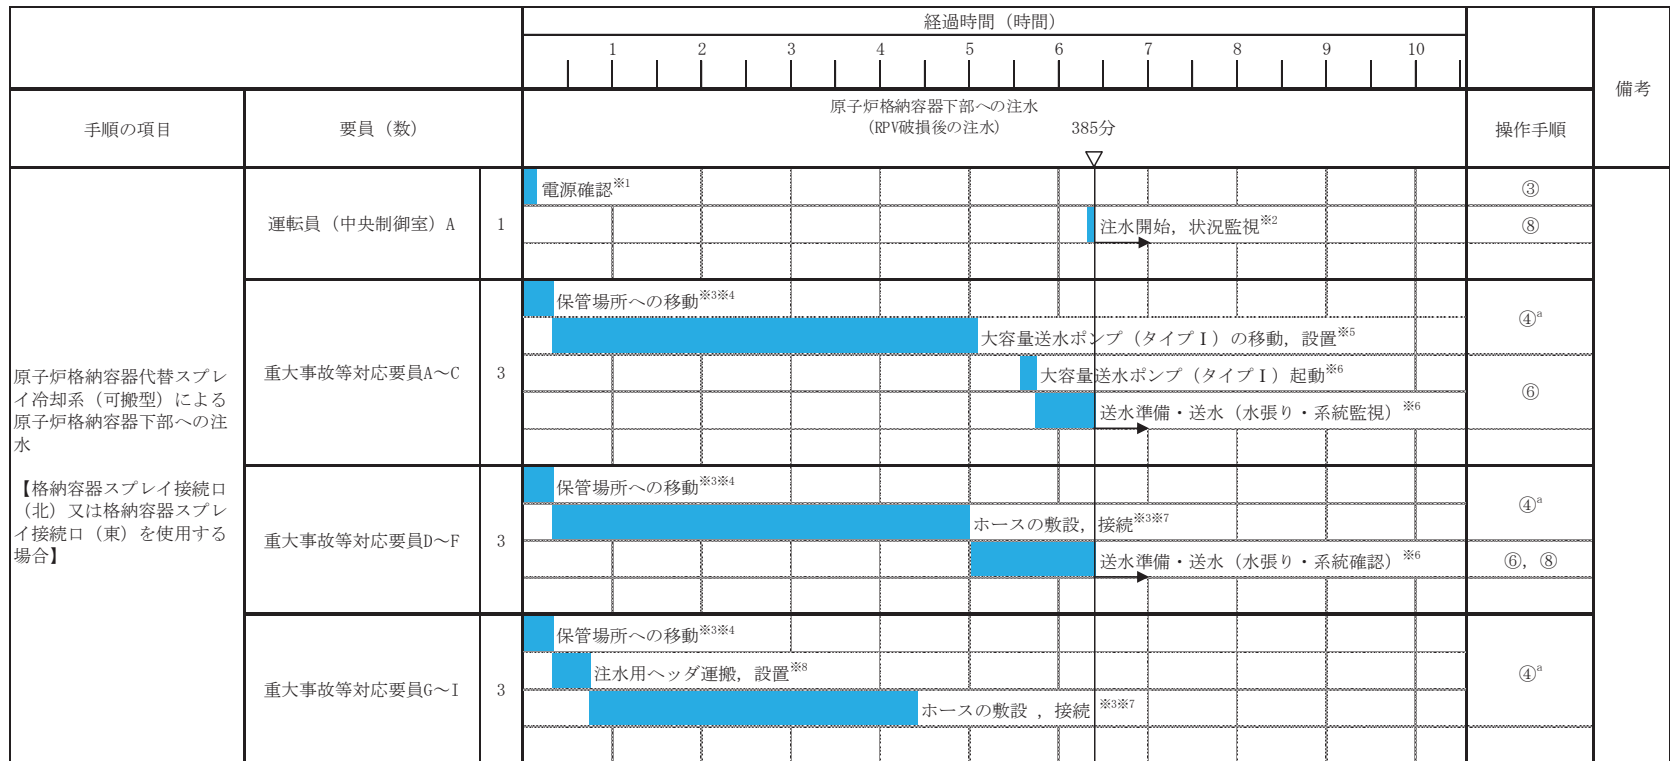 経過時間（時間）
1 2 3 4 5 6 7 8 9 10
備考
手順の項目
要員（数）
原子炉格納容器下部への注水
（RPV破損後の注水）
385分
操作手順
原子炉格納容器代替スプレ
イ冷却系（可搬型）による
原子炉格納容器下部への注
水
【格納容器スプレイ接続口
（北）又は格納容器スプレ
イ接続口（東）を使用する
場合】
運転員（中央制御室）A
1
電源確認※1
③
注水開始，状況監視※2
⑧
重大事故等対応要員A～C
3
保管場所への移動※3※4
④a
大容量送水ポンプ（タイプⅠ）の移動，設置※5
大容量送水ポンプ（タイプⅠ）起動※6
⑥
送水準備・送水（水張り・系統監視）※6
重大事故等対応要員D～F
3
保管場所への移動※3※4
④a
ホースの敷設，接続※3※7
送水準備・送水（水張り・系統確認）※6
⑥，⑧
重大事故等対応要員G～I
3
保管場所への移動※3※4
④a
注水用ヘッダ運搬，設置※8
ホースの敷設，接続※3※7